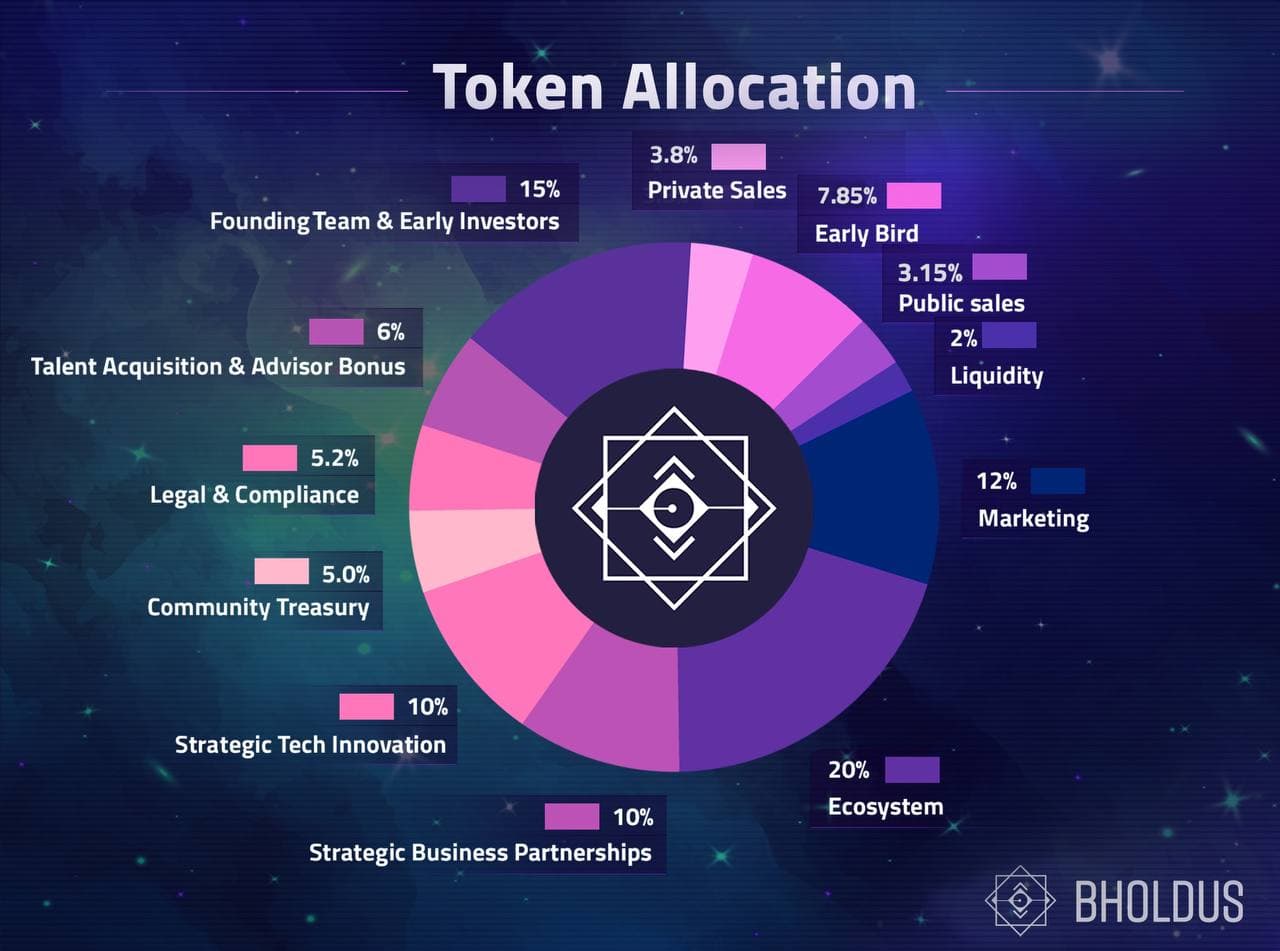 Token Allocation
3.8%
Private Sales
7.85%
Early Bird
3.15%
Public sales
2%
Liquidity
12%
Marketing
20%
Ecosystem
10%
Strategic Business Partnerships
10%
Strategic Tech Innovation
5.0%
Community Treasury
5.2%
Legal & Compliance
6%
Talent Acquisition & Advisor Bonus
15%
Founding Team & Early Investors
BHOLDUS